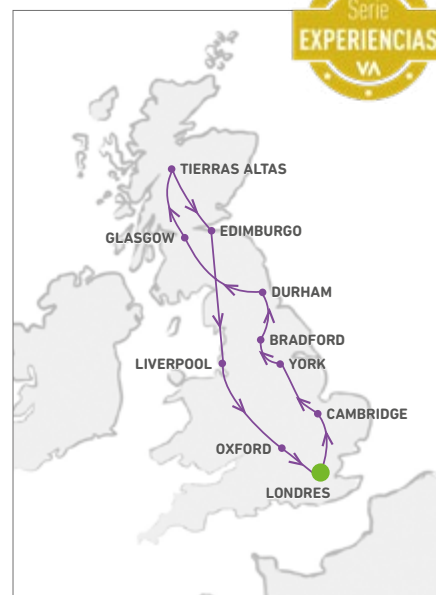 Serie
EXPERIENCIAS
VA
TIERRAS ALTAS
EDIMBURGO
GLASGOW
DURHAM
BRADFORD
LIVERPOOL
YORK
CAMBRIDGE
OXFORD
LONDRES